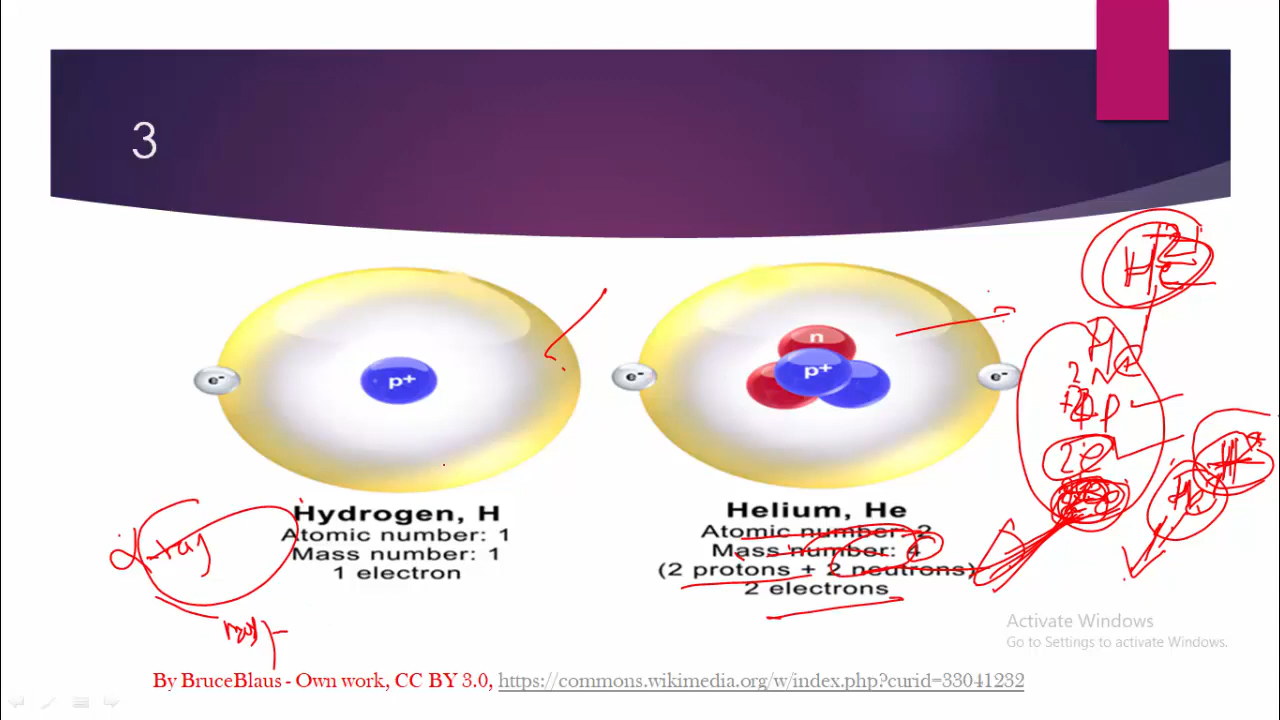 3
e-
p+
e-
n
p+
e-
Hydrogen, H
Atomic number: 1
Mass number: 1
1 electron
Helium, He
Atomic number: 2
Mass number: 4
(2 protons + 2 neutrons)
2 electrons
α-ray
He
Activate Windows
Go to Settings to activate Windows.
By BruceBlaus - Own work, CC BY 3.0, https://commons.wikimedia.org/w/index.php?curid=33041232